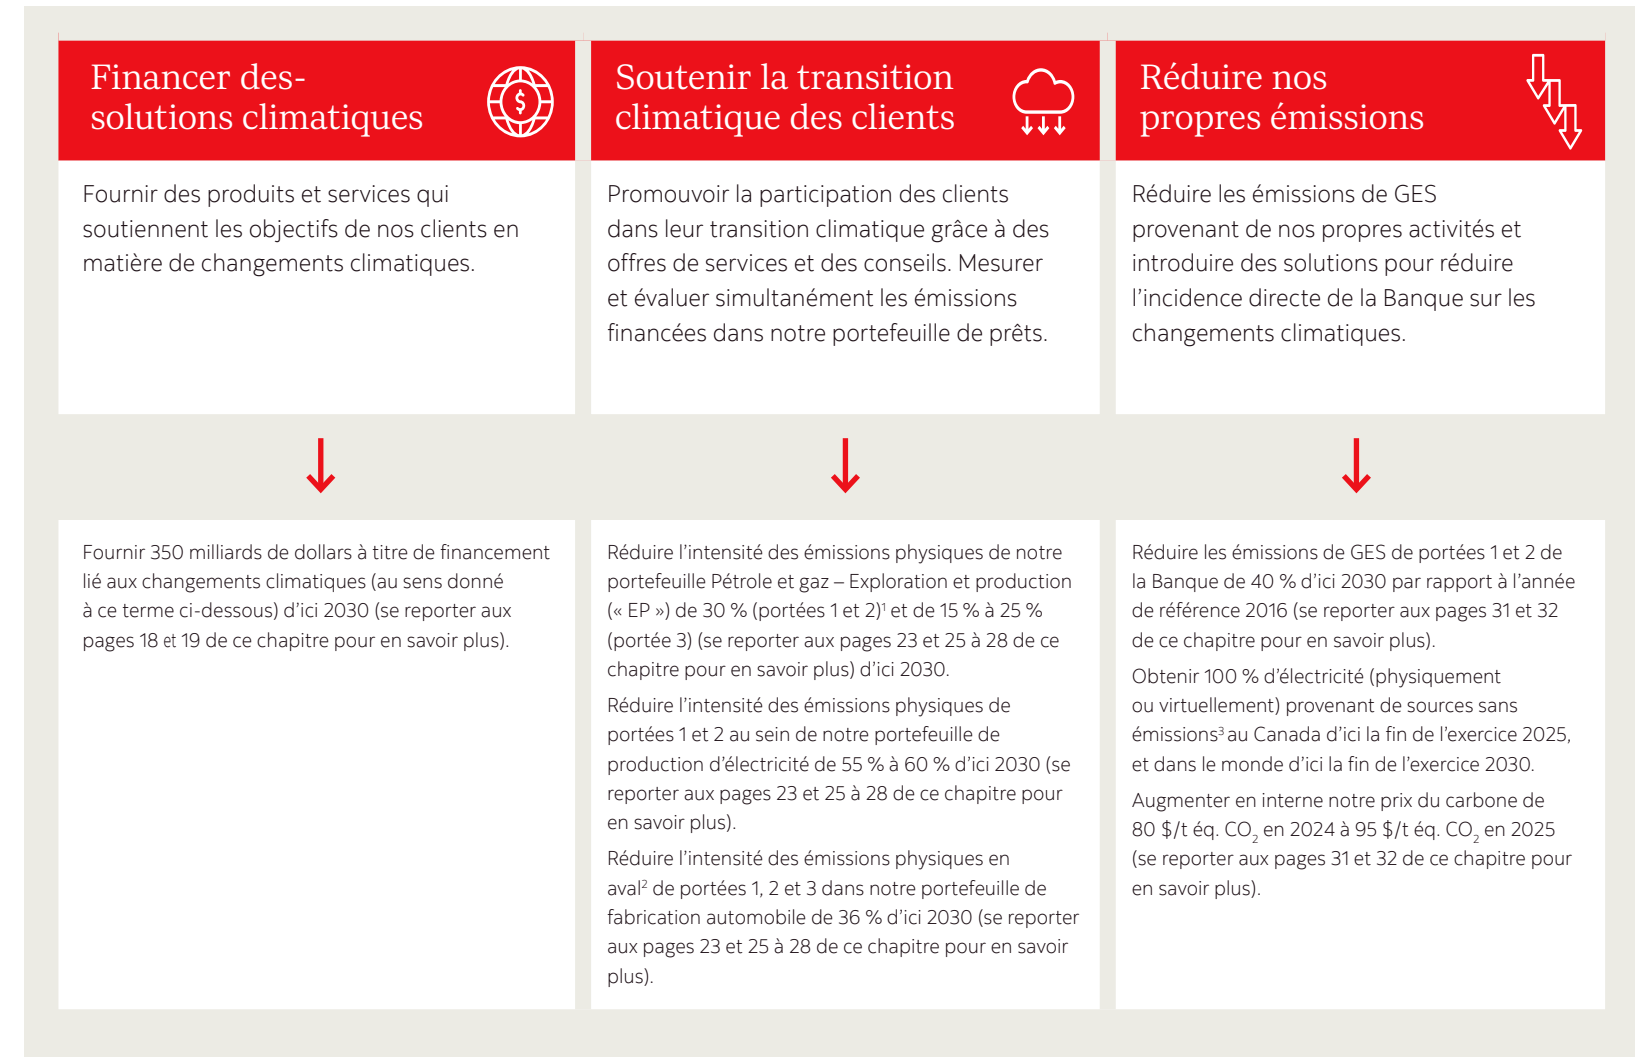 Financer des-
solutions climatiques
Fournir des produits et services qui
soutiennent les objectifs de nos clients en
matière de changements climatiques.
Fournir 350 milliards de dollars à titre de financement
lié aux changements climatiques (au sens donné
à ce terme ci-dessous) d’ici 2030 (se reporter aux
pages 18 et 19 de ce chapitre pour en savoir plus).
Soutenir la transition
climatique des clients
Promouvoir la participation des clients
dans leur transition climatique grâce à des
offres de services et des conseils. Mesurer
et évaluer simultanément les émissions
financées dans notre portefeuille de prêts.
Réduire l’intensité des émissions physiques de notre
portefeuille Pétrole et gaz – Exploration et production
(« EP ») de 30 % (portées 1 et 2)¹ et de 15 % à 25 %
(portée 3) (se reporter aux pages 23 et 25 à 28 de ce
chapitre pour en savoir plus) d’ici 2030.
Réduire l’intensité des émissions physiques de
portées 1 et 2 au sein de notre portefeuille de
production d’électricité de 55 % à 60 % d’ici 2030 (se
reporter aux pages 23 et 25 à 28 de ce chapitre pour
en savoir plus).
Réduire l’intensité des émissions physiques en
aval² de portées 1, 2 et 3 dans notre portefeuille de
fabrication automobile de 36 % d’ici 2030 (se reporter
aux pages 23 et 25 à 28 de ce chapitre pour en savoir
plus).
Réduire nos
propres émissions
Réduire les émissions de GES
provenant de nos propres activités et
introduire des solutions pour réduire
l’incidence directe de la Banque sur les
changements climatiques.
Réduire les émissions de GES de portées 1 et 2 de
la Banque de 40 % d’ici 2030 par rapport à l’année
de référence 2016 (se reporter aux pages 31 et 32
de ce chapitre pour en savoir plus).
Obtenir 100 % d’électricité (physiquement
ou virtuellement) provenant de sources sans
émissions³ au Canada d’ici la fin de l’exercice 2025,
et dans le monde d’ici la fin de l’exercice 2030.
Augmenter en interne notre prix du carbone de
80 $/t éq. CO₂ en 2024 à 95 $/t éq. CO₂ en 2025
(se reporter aux pages 31 et 32 de ce chapitre pour
en savoir plus).